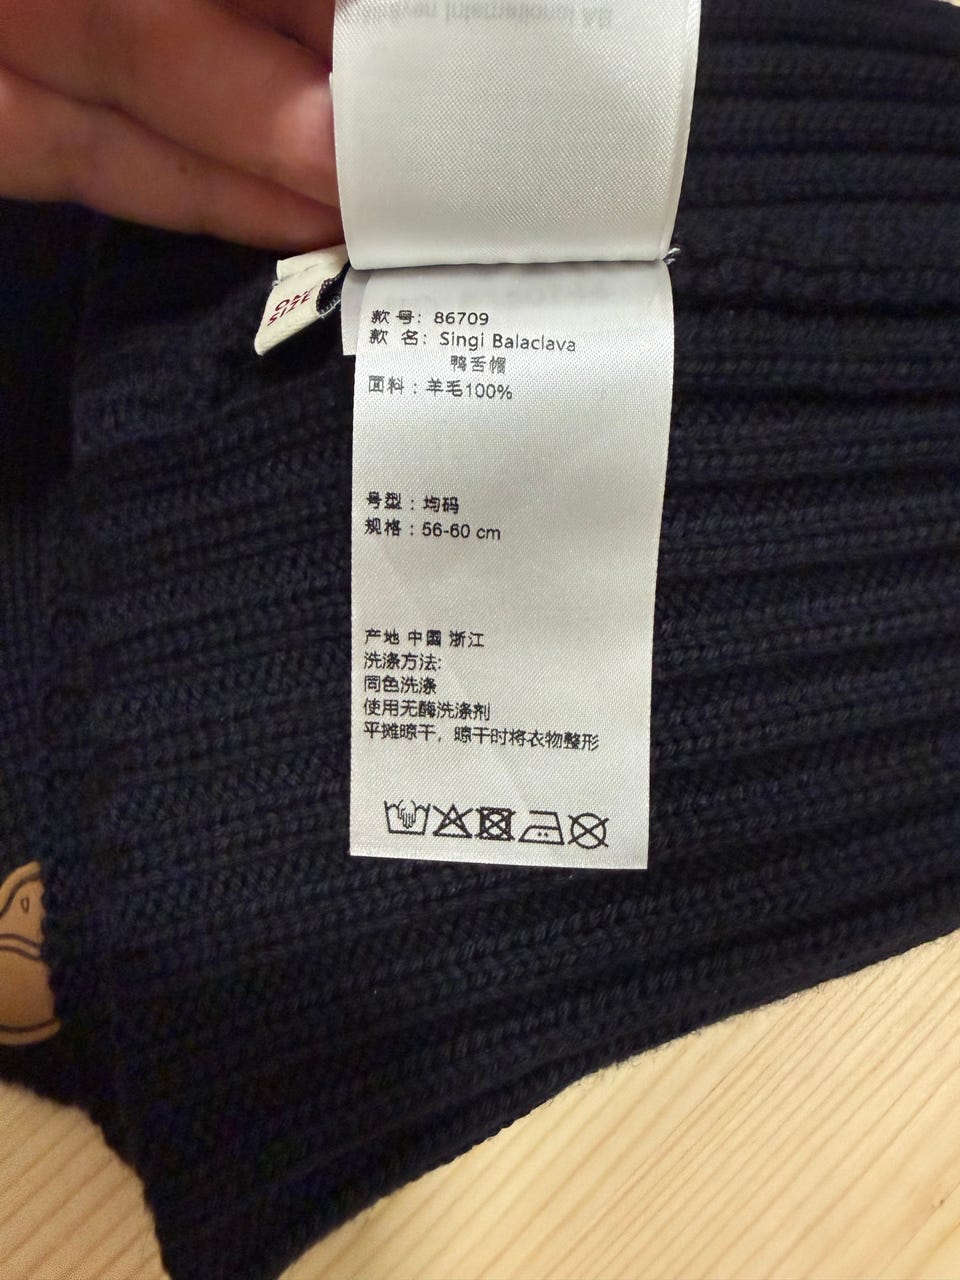 ONE
SIZE
款 号: 86709
款 名: Singi Balaclava
鸭舌帽
面料 : 羊毛100%
号型 : 均码
规格 : 56-60 cm
产地 中国 浙江
洗涤方法:
同色洗涤
使用无酶洗涤剂
平摊晾干，晾干时将衣物整形